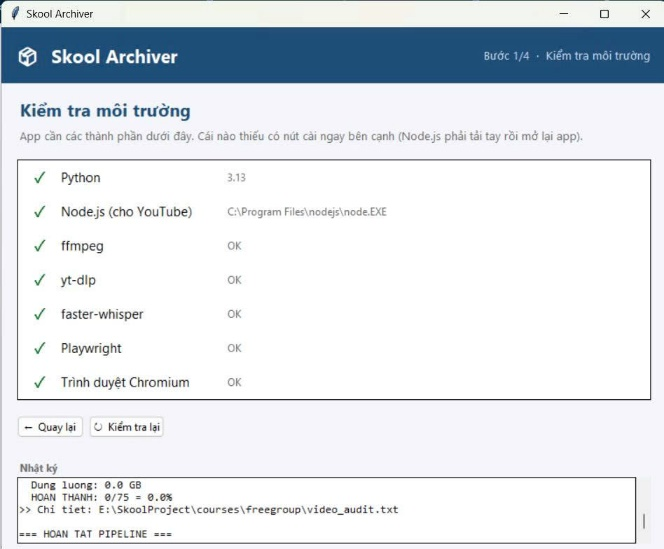 Skool Archiver
Skool Archiver
Bước 1/4 · Kiểm tra môi trường
Kiểm tra môi trường
App cần các thành phần dưới đây. Cái nào thiếu có nút cài ngay bên cạnh (Node.js phải tải tay rồi mở lại app).
✓ Python 3.13
✓ Node.js (cho YouTube) C:\Program Files\nodejs\node.EXE
✓ ffmpeg OK
✓ yt-dlp OK
✓ faster-whisper OK
✓ Playwright OK
✓ Trình duyệt Chromium OK
← Quay lại ↻ Kiểm tra lại
Nhật ký
Dung luong: 0.0 GB
HOAN THANH: 0/75 = 0.0%
>> Chi tiet: E:\SkoolProject\courses\freegroup\video_audit.txt
=== HOAN TAT PIPELINE ===